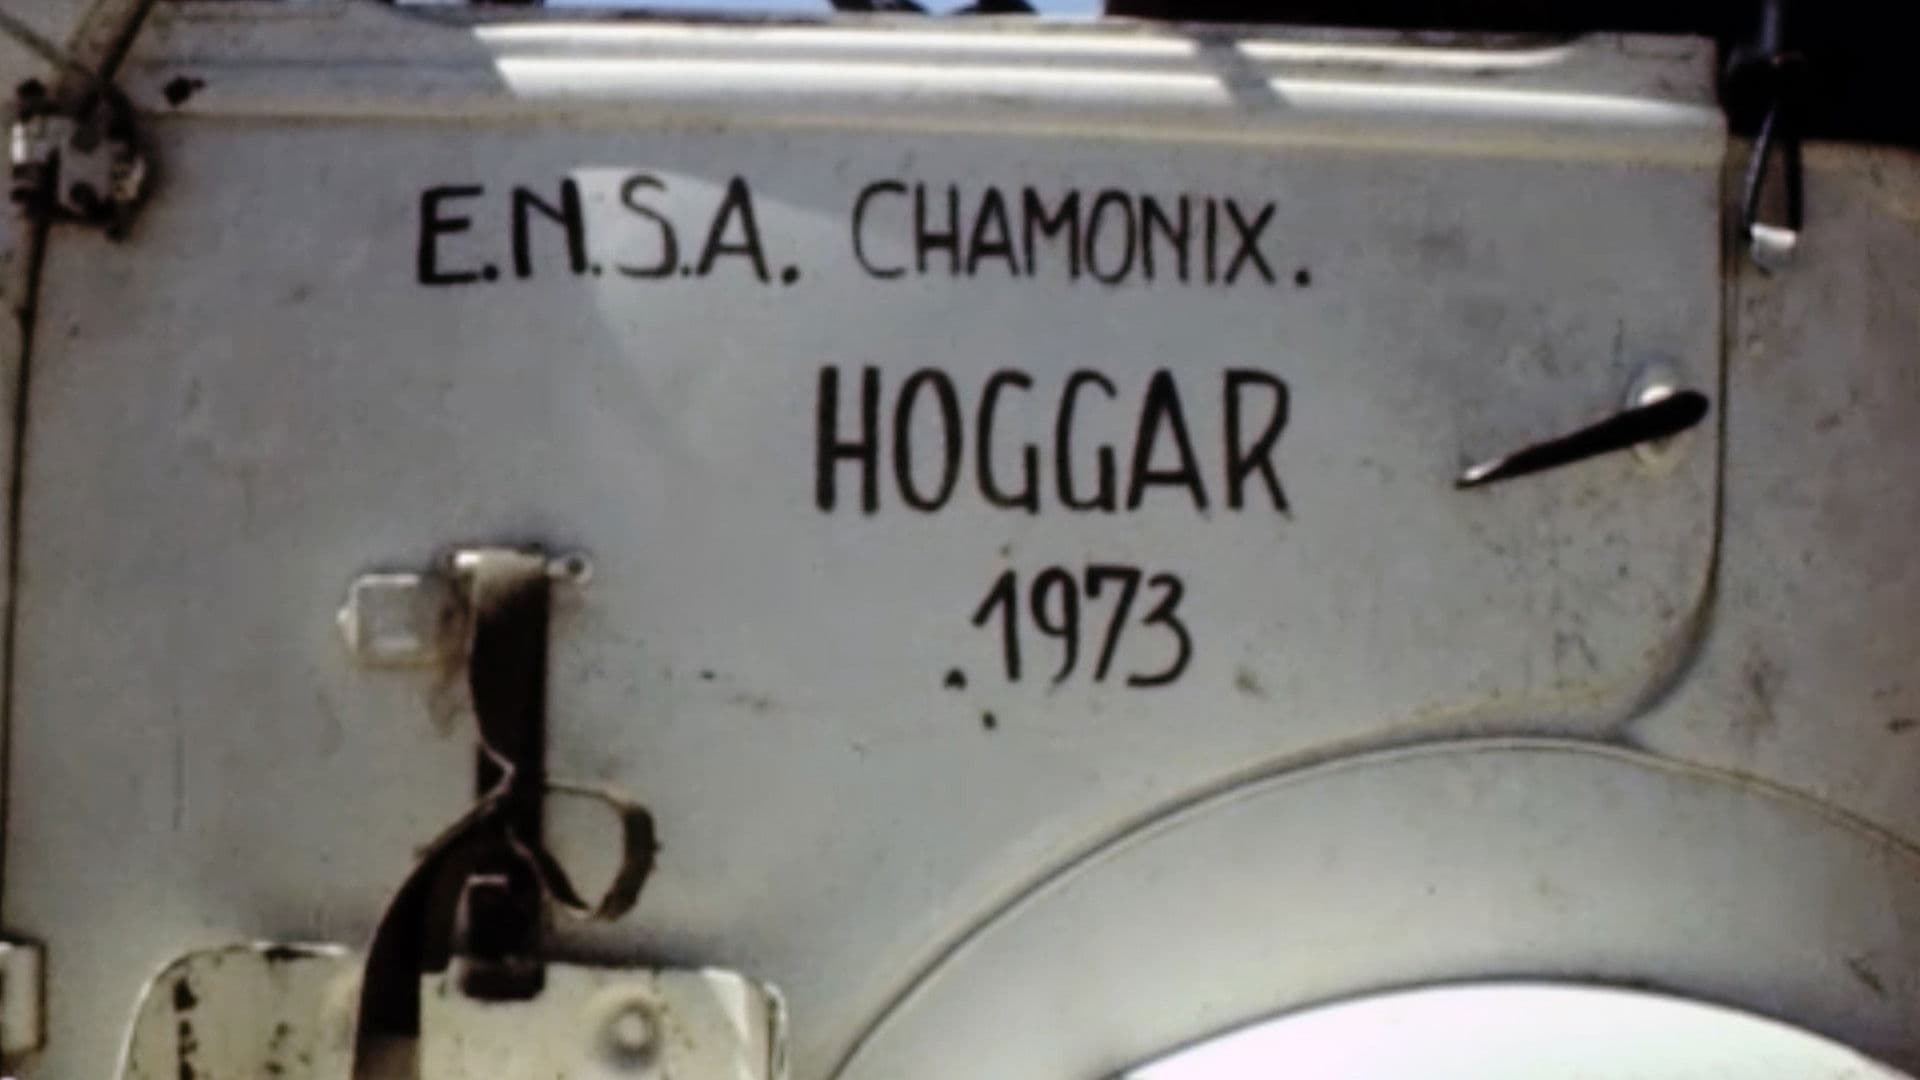 E.N.S.A. CHAMONIX.
HOGGAR
1973